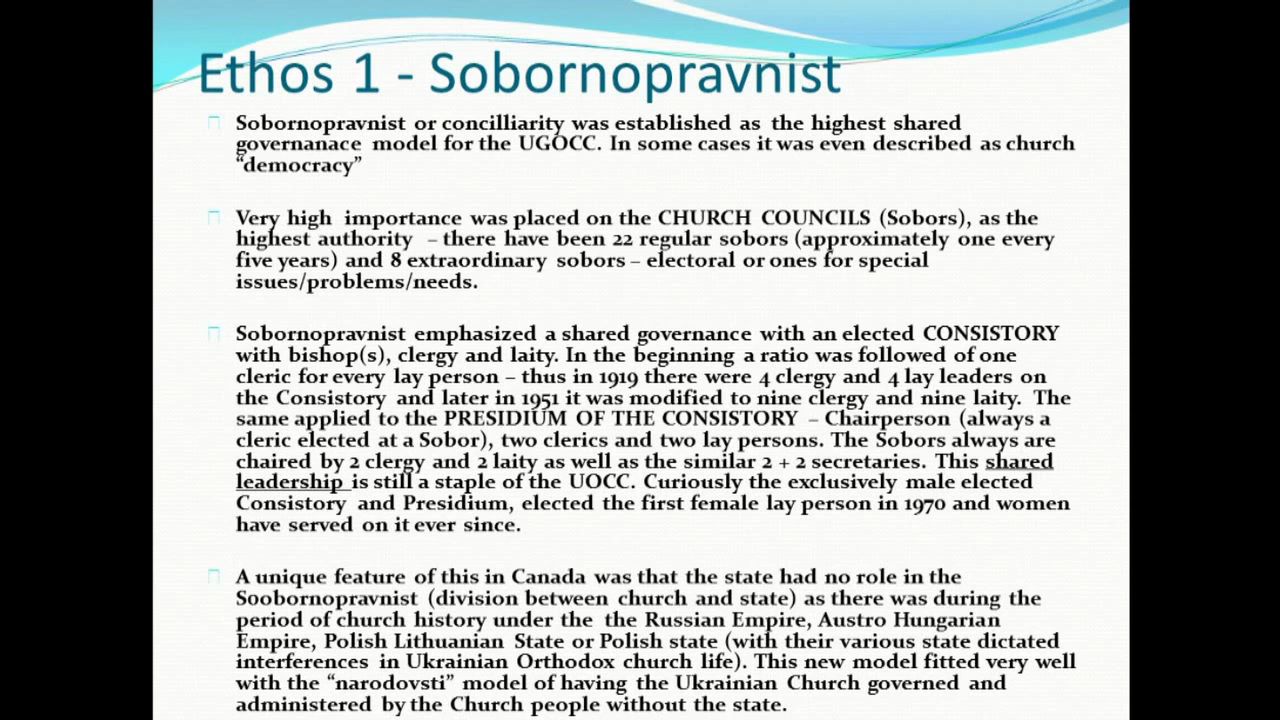 Ethos 1 - Sobornopravnist
Sobornopravnist or concilliarity was established as the highest shared
governanace model for the UGOCC. In some cases it was even described as church
“democracy”
Very high importance was placed on the CHURCH COUNCILS (Sobors), as the
highest authority – there have been 22 regular sobors (approximately one every
five years) and 8 extraordinary sobors – electoral or ones for special
issues/problems/needs.
Sobornopravnist emphasized a shared governance with an elected CONSISTORY
with bishop(s), clergy and laity. In the beginning a ratio was followed of one
cleric for every lay person – thus in 1919 there were 4 clergy and 4 lay leaders on
the Consistory and later in 1951 it was modified to nine clergy and nine laity. The
same applied to the PRESIDIUM OF THE CONSISTORY – Chairperson (always a
cleric elected at a Sobor), two clerics and two lay persons. The Sobors always are
chaired by 2 clergy and 2 laity as well as the similar 2 + 2 secretaries. This shared
leadership is still a staple of the UOCC. Curiously the exclusively male elected
Consistory and Presidium, elected the first female lay person in 1970 and women
have served on it ever since.
A unique feature of this in Canada was that the state had no role in the
Soobornopravnist (division between church and state) as there was during the
period of church history under the the Russian Empire, Austro Hungarian
Empire, Polish Lithuanian State or Polish state (with their various state dictated
interferences in Ukrainian Orthodox church life). This new model fitted very well
with the “narodovsti” model of having the Ukrainian Church governed and
administered by the Church people without the state.